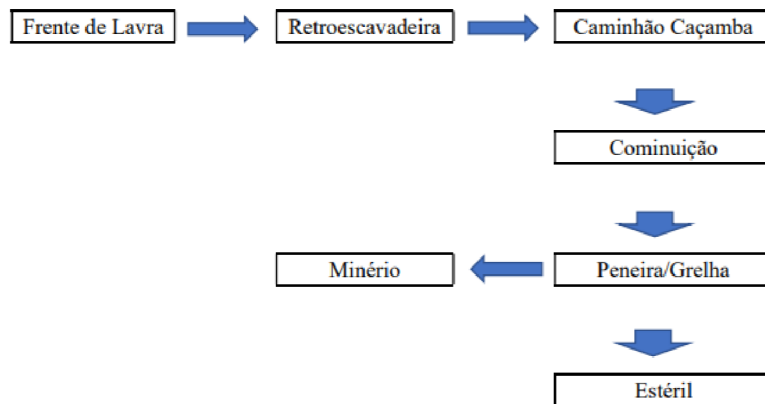 Frente de Lavra
Retroescavadeira
Caminhão Caçamba
Cominuição
Minério
Peneira/Grelha
Estéril